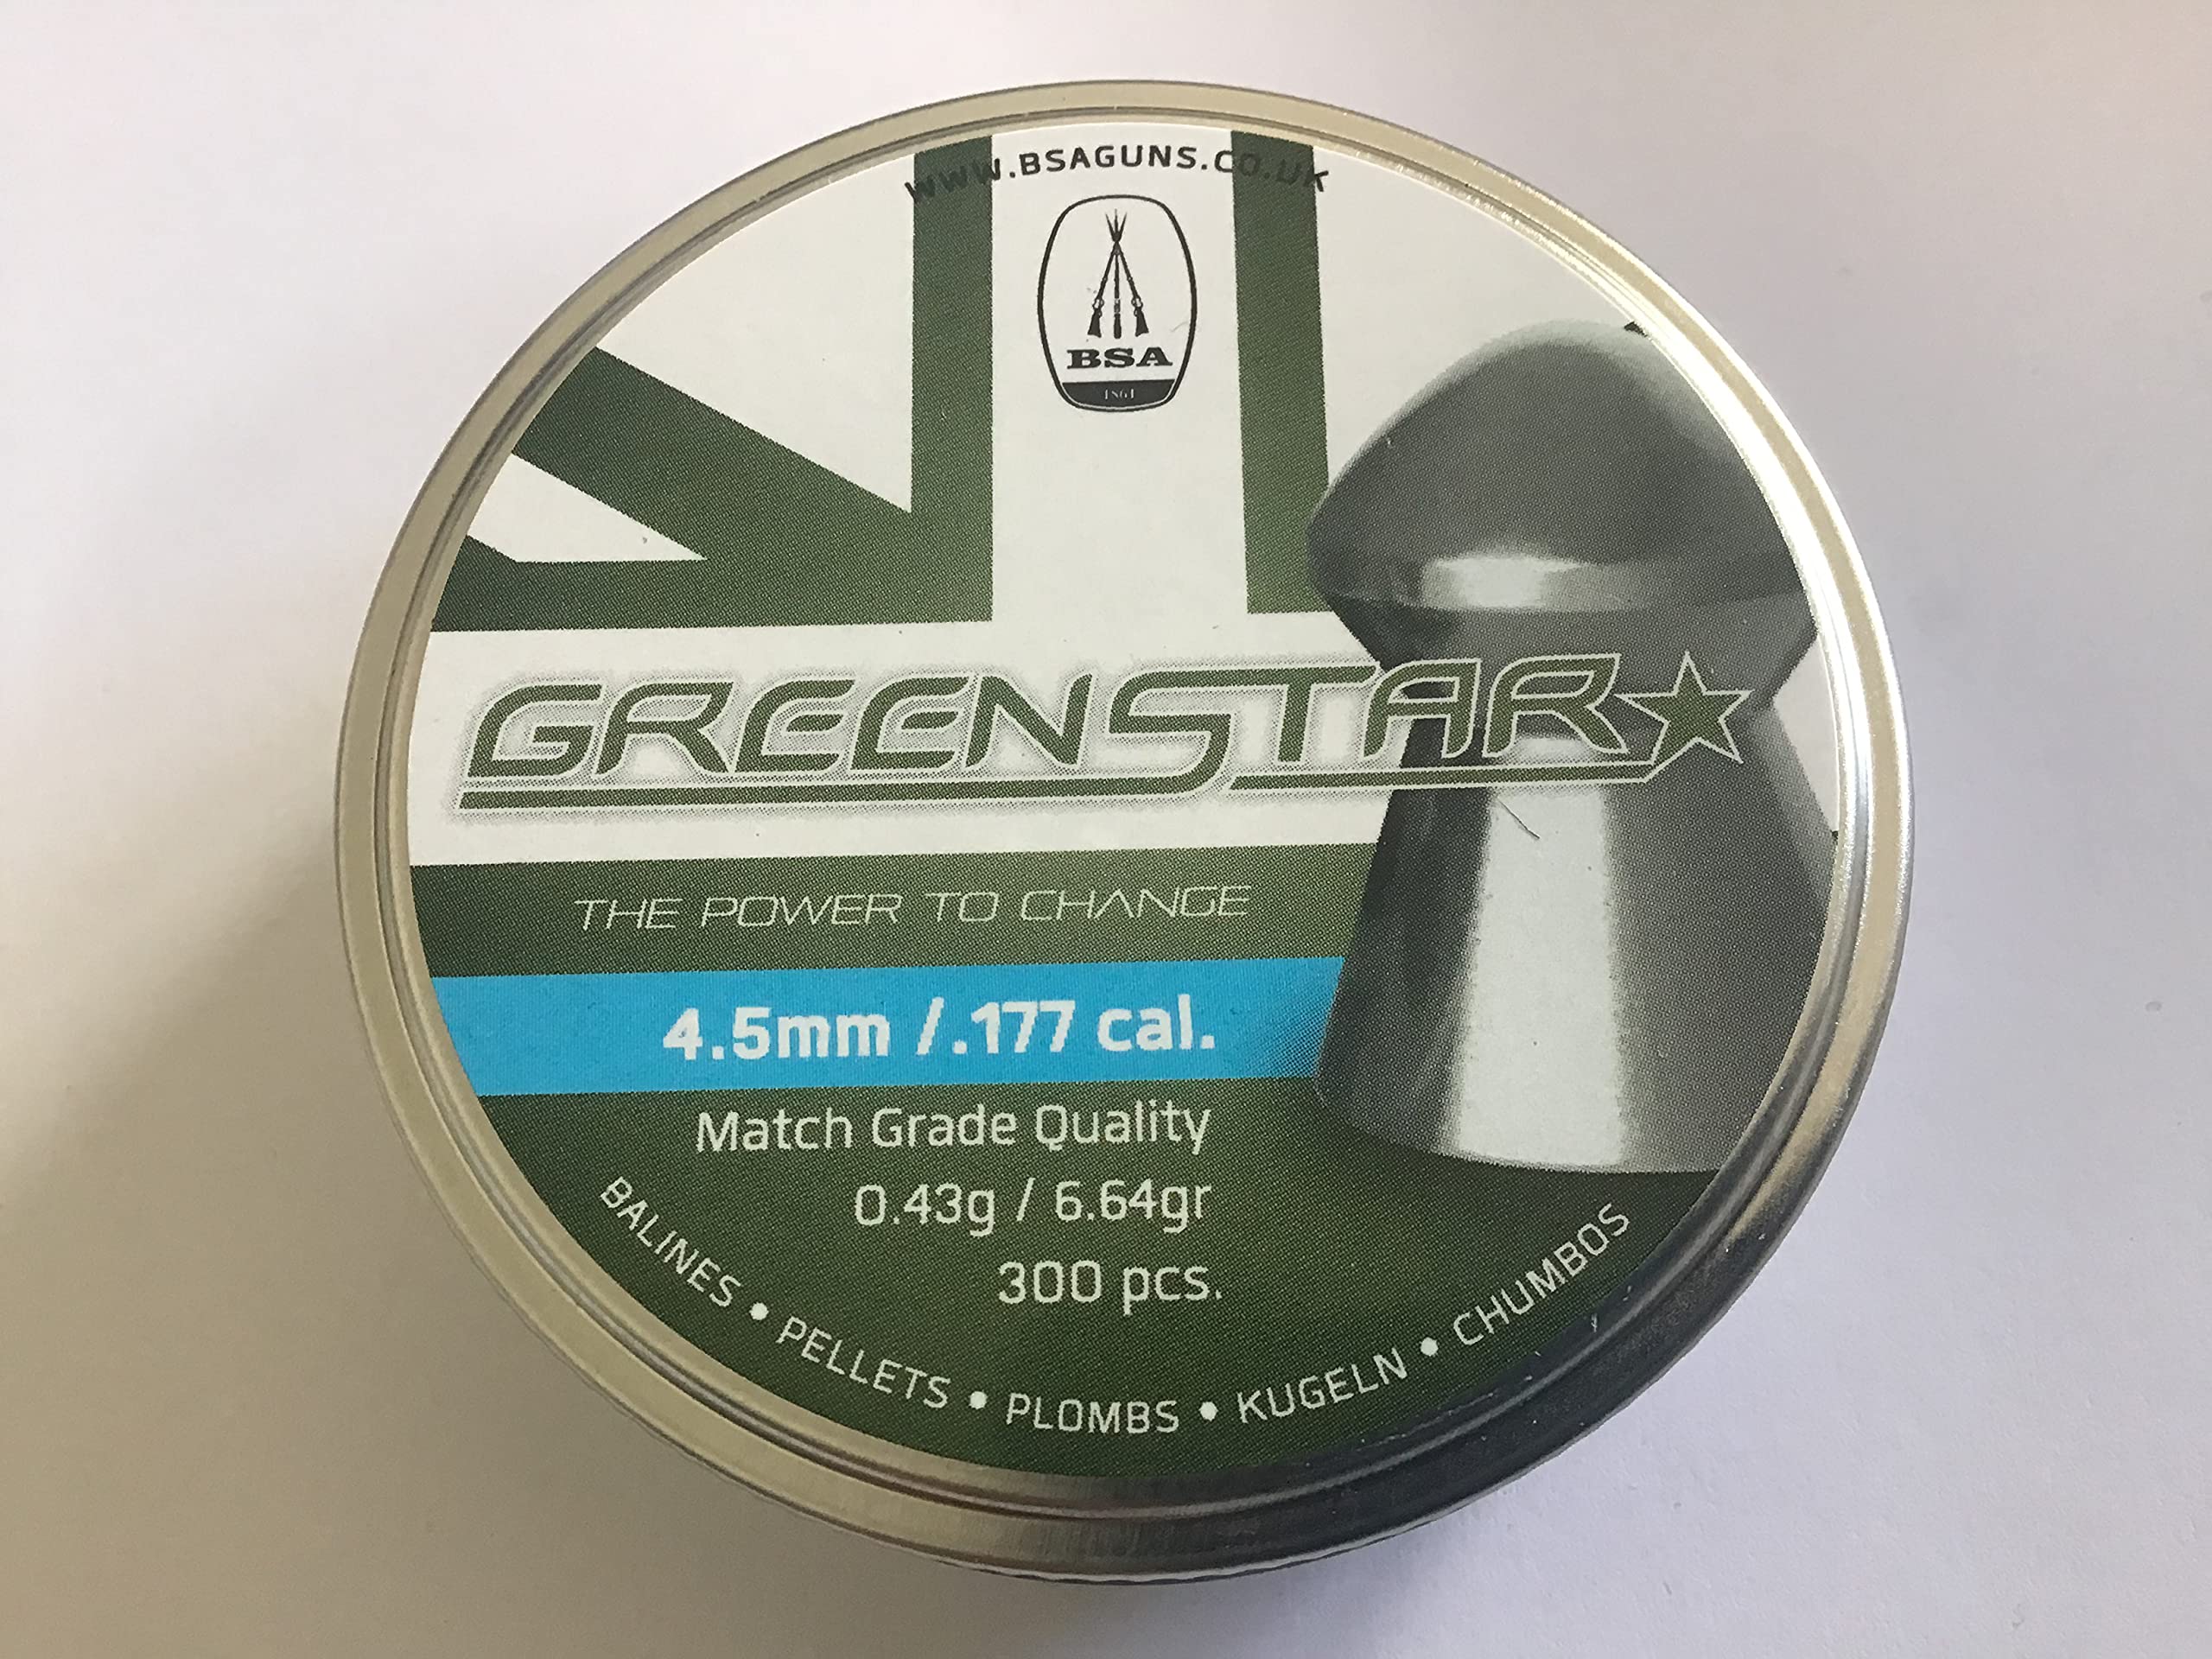 WWW.BSAGUNS.CO.UK
BSA
1861
GREENSTAR
THE POWER TO CHANGE
4.5mm /.177 cal.
Match Grade Quality
0.43g / 6.64gr
300 pcs.
BALINES • PELLETS • PLOMBS • KUGELN • CHUMBOS